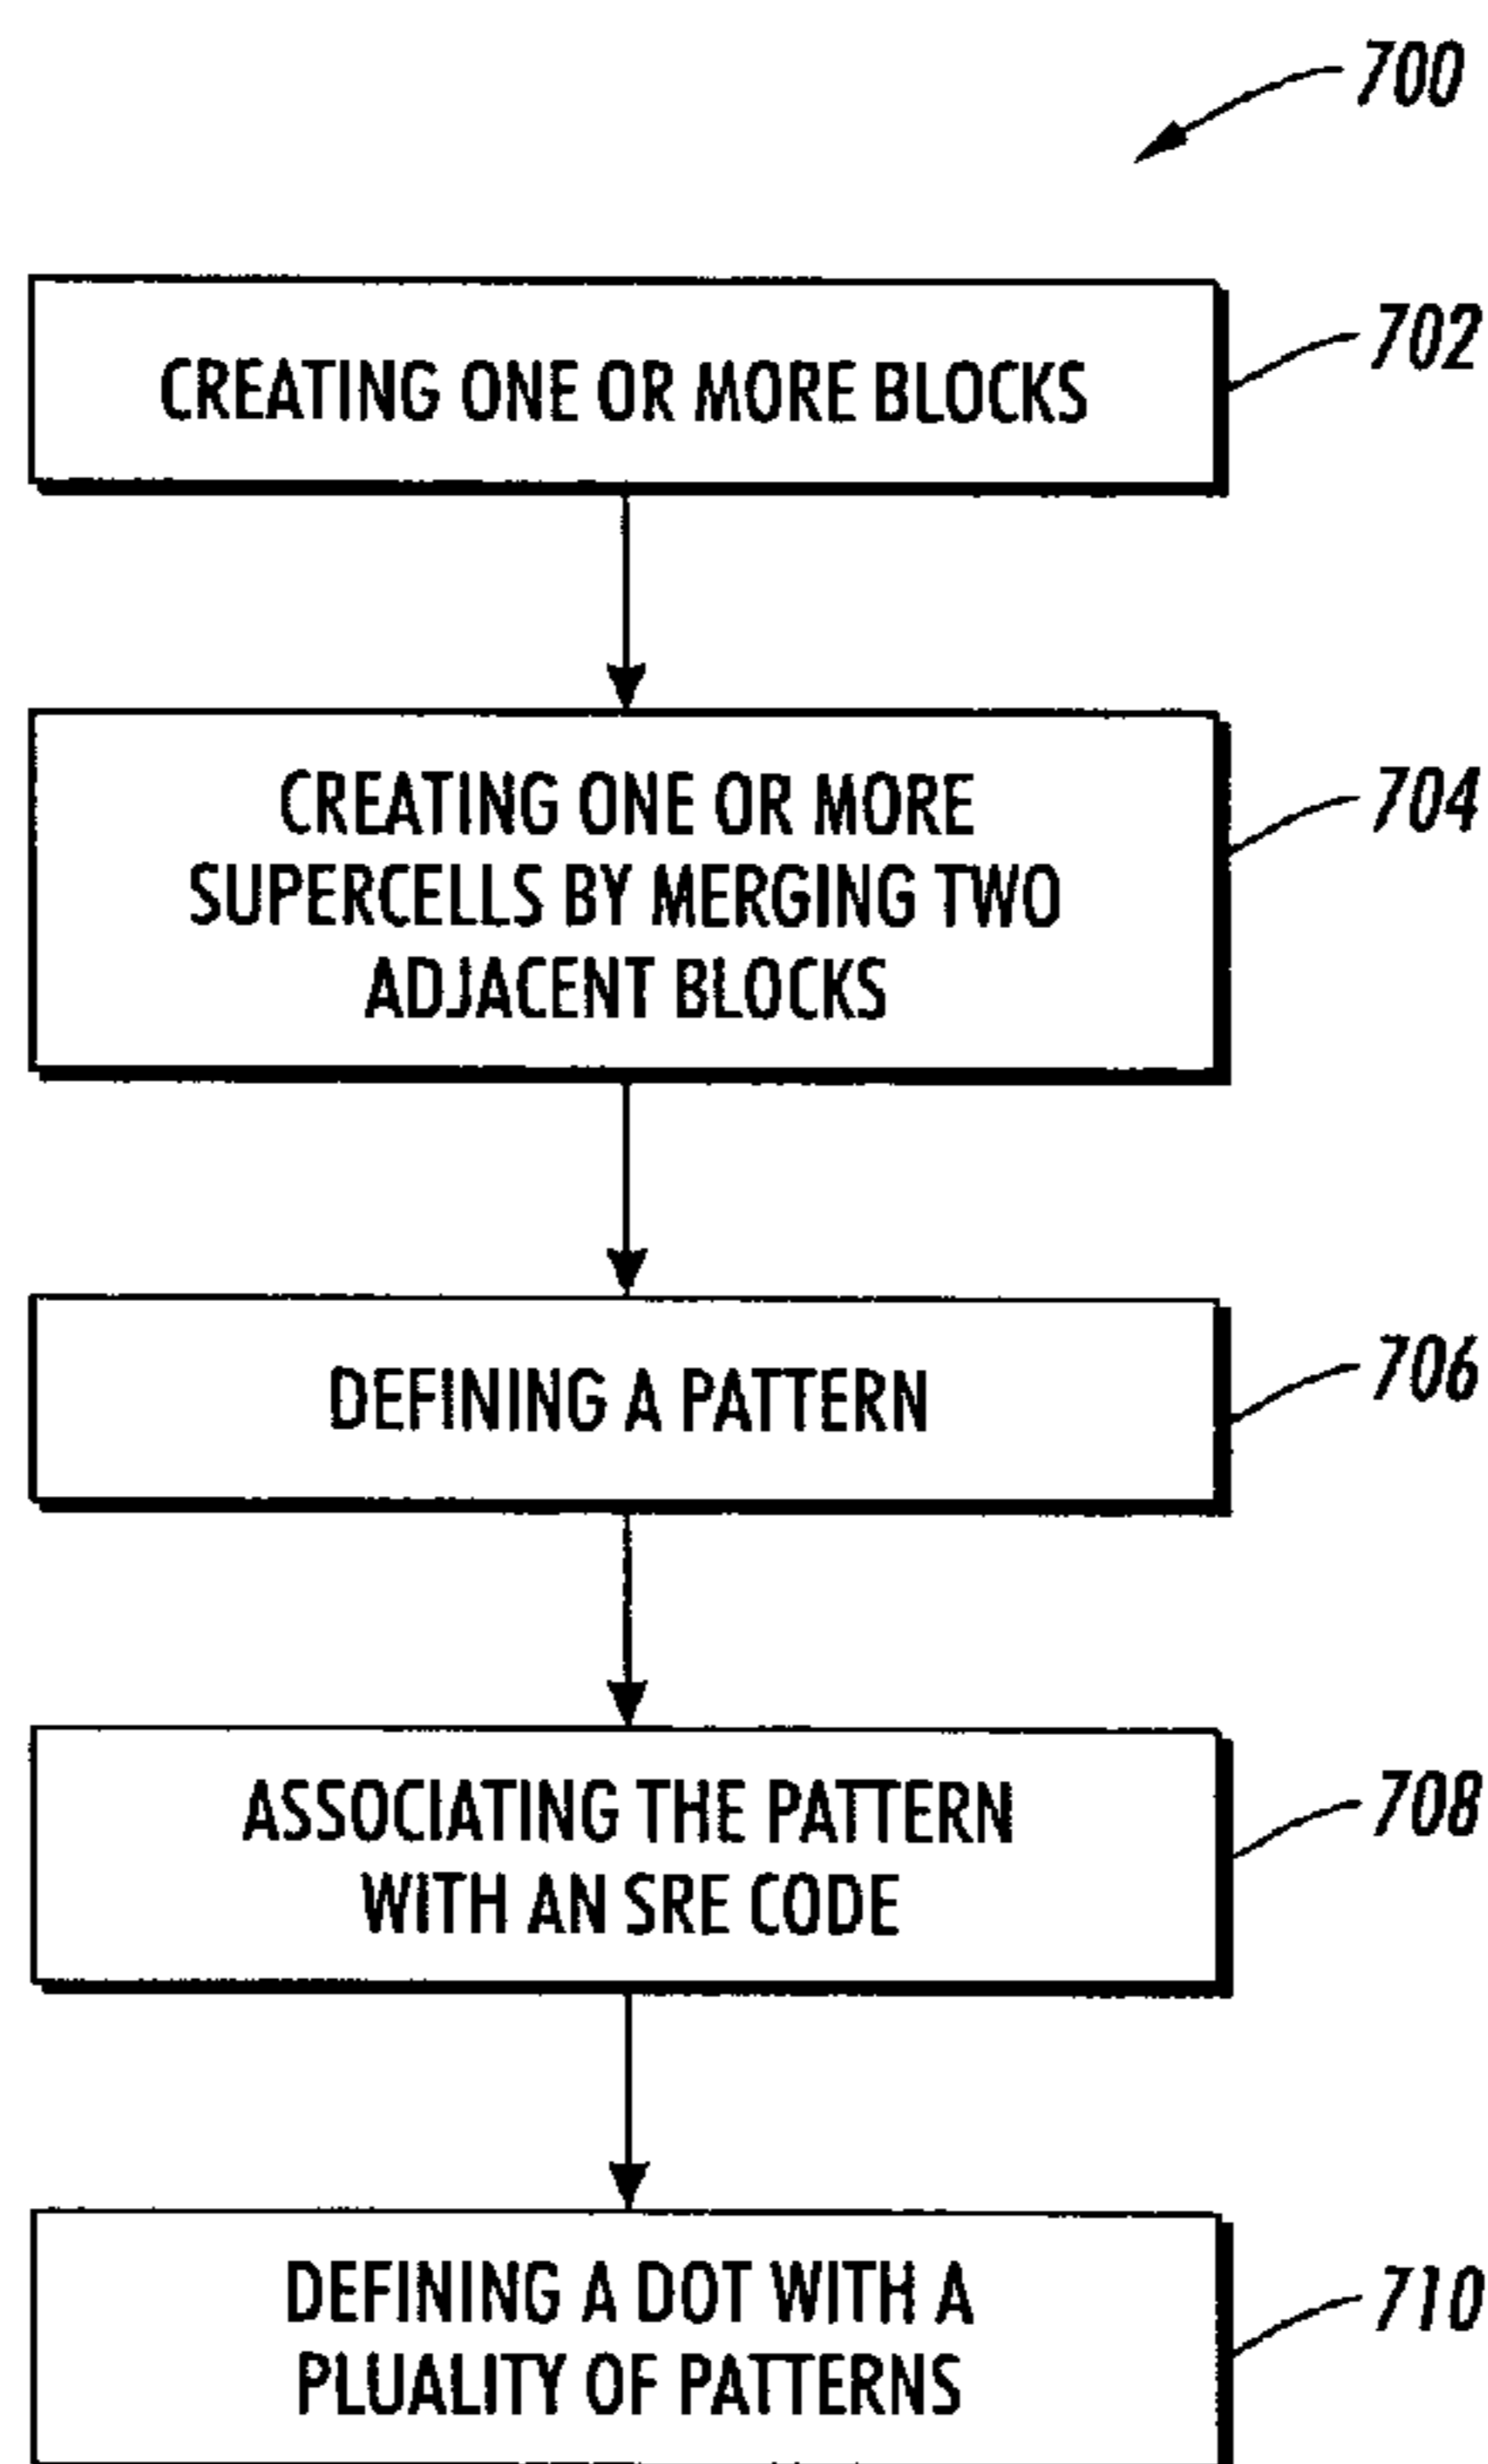 700
CREATING ONE OR MORE BLOCKS
702
CREATING ONE OR MORE
SUPERCELLS BY MERGING TWO
ADJACENT BLOCKS
704
DEFINING A PATTERN
706
ASSOCIATING THE PATTERN
WITH AN SRE CODE
708
DEFINING A DOT WITH A
PLUALITY OF PATTERNS
710